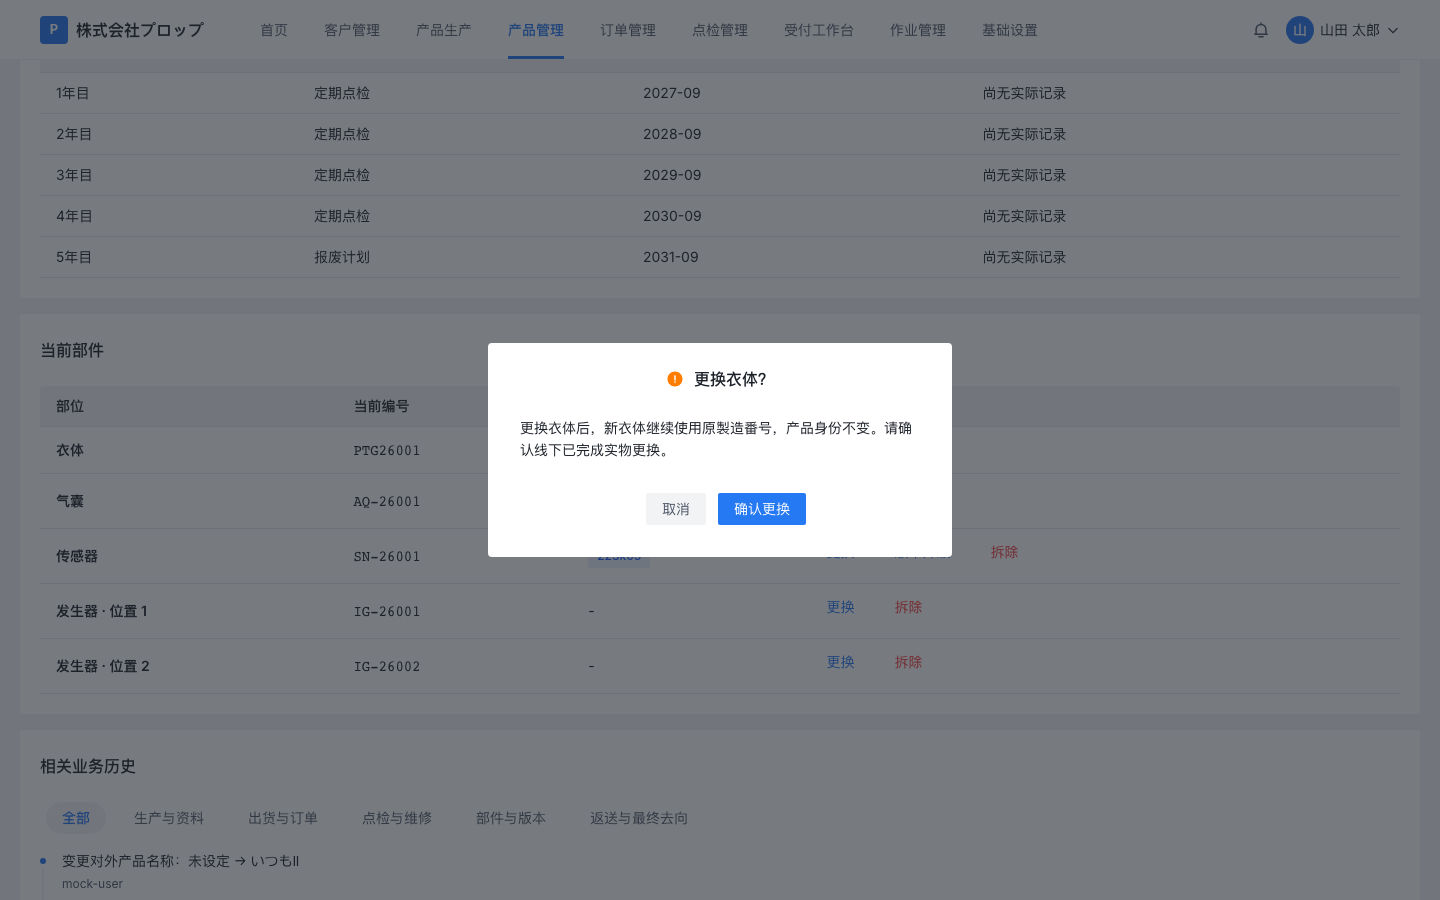 P 株式会社プロップ 首页 客户管理 产品生产 产品管理 订单管理 点检管理 受付工作台 作业管理 基础设置 山 山田 太郎
1年目 定期点检 2027-09 尚无实际记录
2年目 定期点检 2028-09 尚无实际记录
3年目 定期点检 2029-09 尚无实际记录
4年目 定期点检 2030-09 尚无实际记录
5年目 报废计划 2031-09 尚无实际记录
当前部件
部位 当前编号
衣体 PTG26001
气囊 AQ-26001
传感器 SN-26001 拆除
发生器 · 位置 1 IG-26001 - 更换 拆除
发生器 · 位置 2 IG-26002 - 更换 拆除
更换衣体?
更换衣体后，新衣体继续使用原製造番号，产品身份不变。请确
认线下已完成实物更换。
取消 确认更换
相关业务历史
全部 生产与资料 出货与订单 点检与维修 部件与版本 返送与最终去向
变更对外产品名称：未设定 → いつもII
mock-user